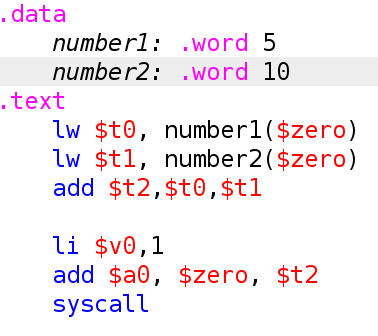 .data
number1: .word 5
number2: .word 10
.text
lw $t0, number1($zero)
lw $t1, number2($zero)
add $t2,$t0,$t1
li $v0,1
add $a0, $zero, $t2
syscall